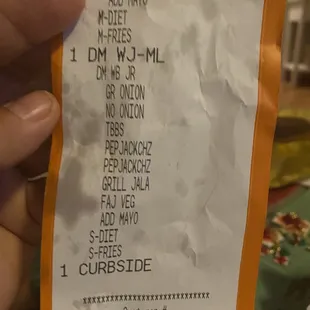 ADD MAYO
M-DIET
M-FRIES
1 DM WJ-ML
DM WB JR
GR ONION
NO ONION
TBBS
PEPJACKCHZ
PEPJACKCHZ
GRILL JALA
FAJ VEG
ADD MAYO
S-DIET
S-FRIES
1 CURBSIDE
xxxxxxxxxxxxxxxxxxxxxxxxxxxxx